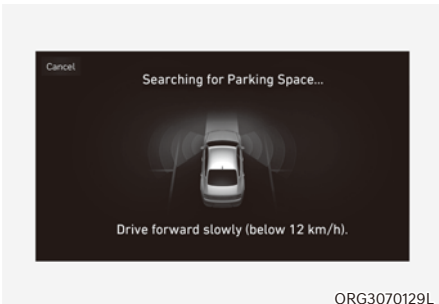 Cancel
Searching for Parking Space...
Drive forward slowly (below 12 km/h).
ORG3070129L